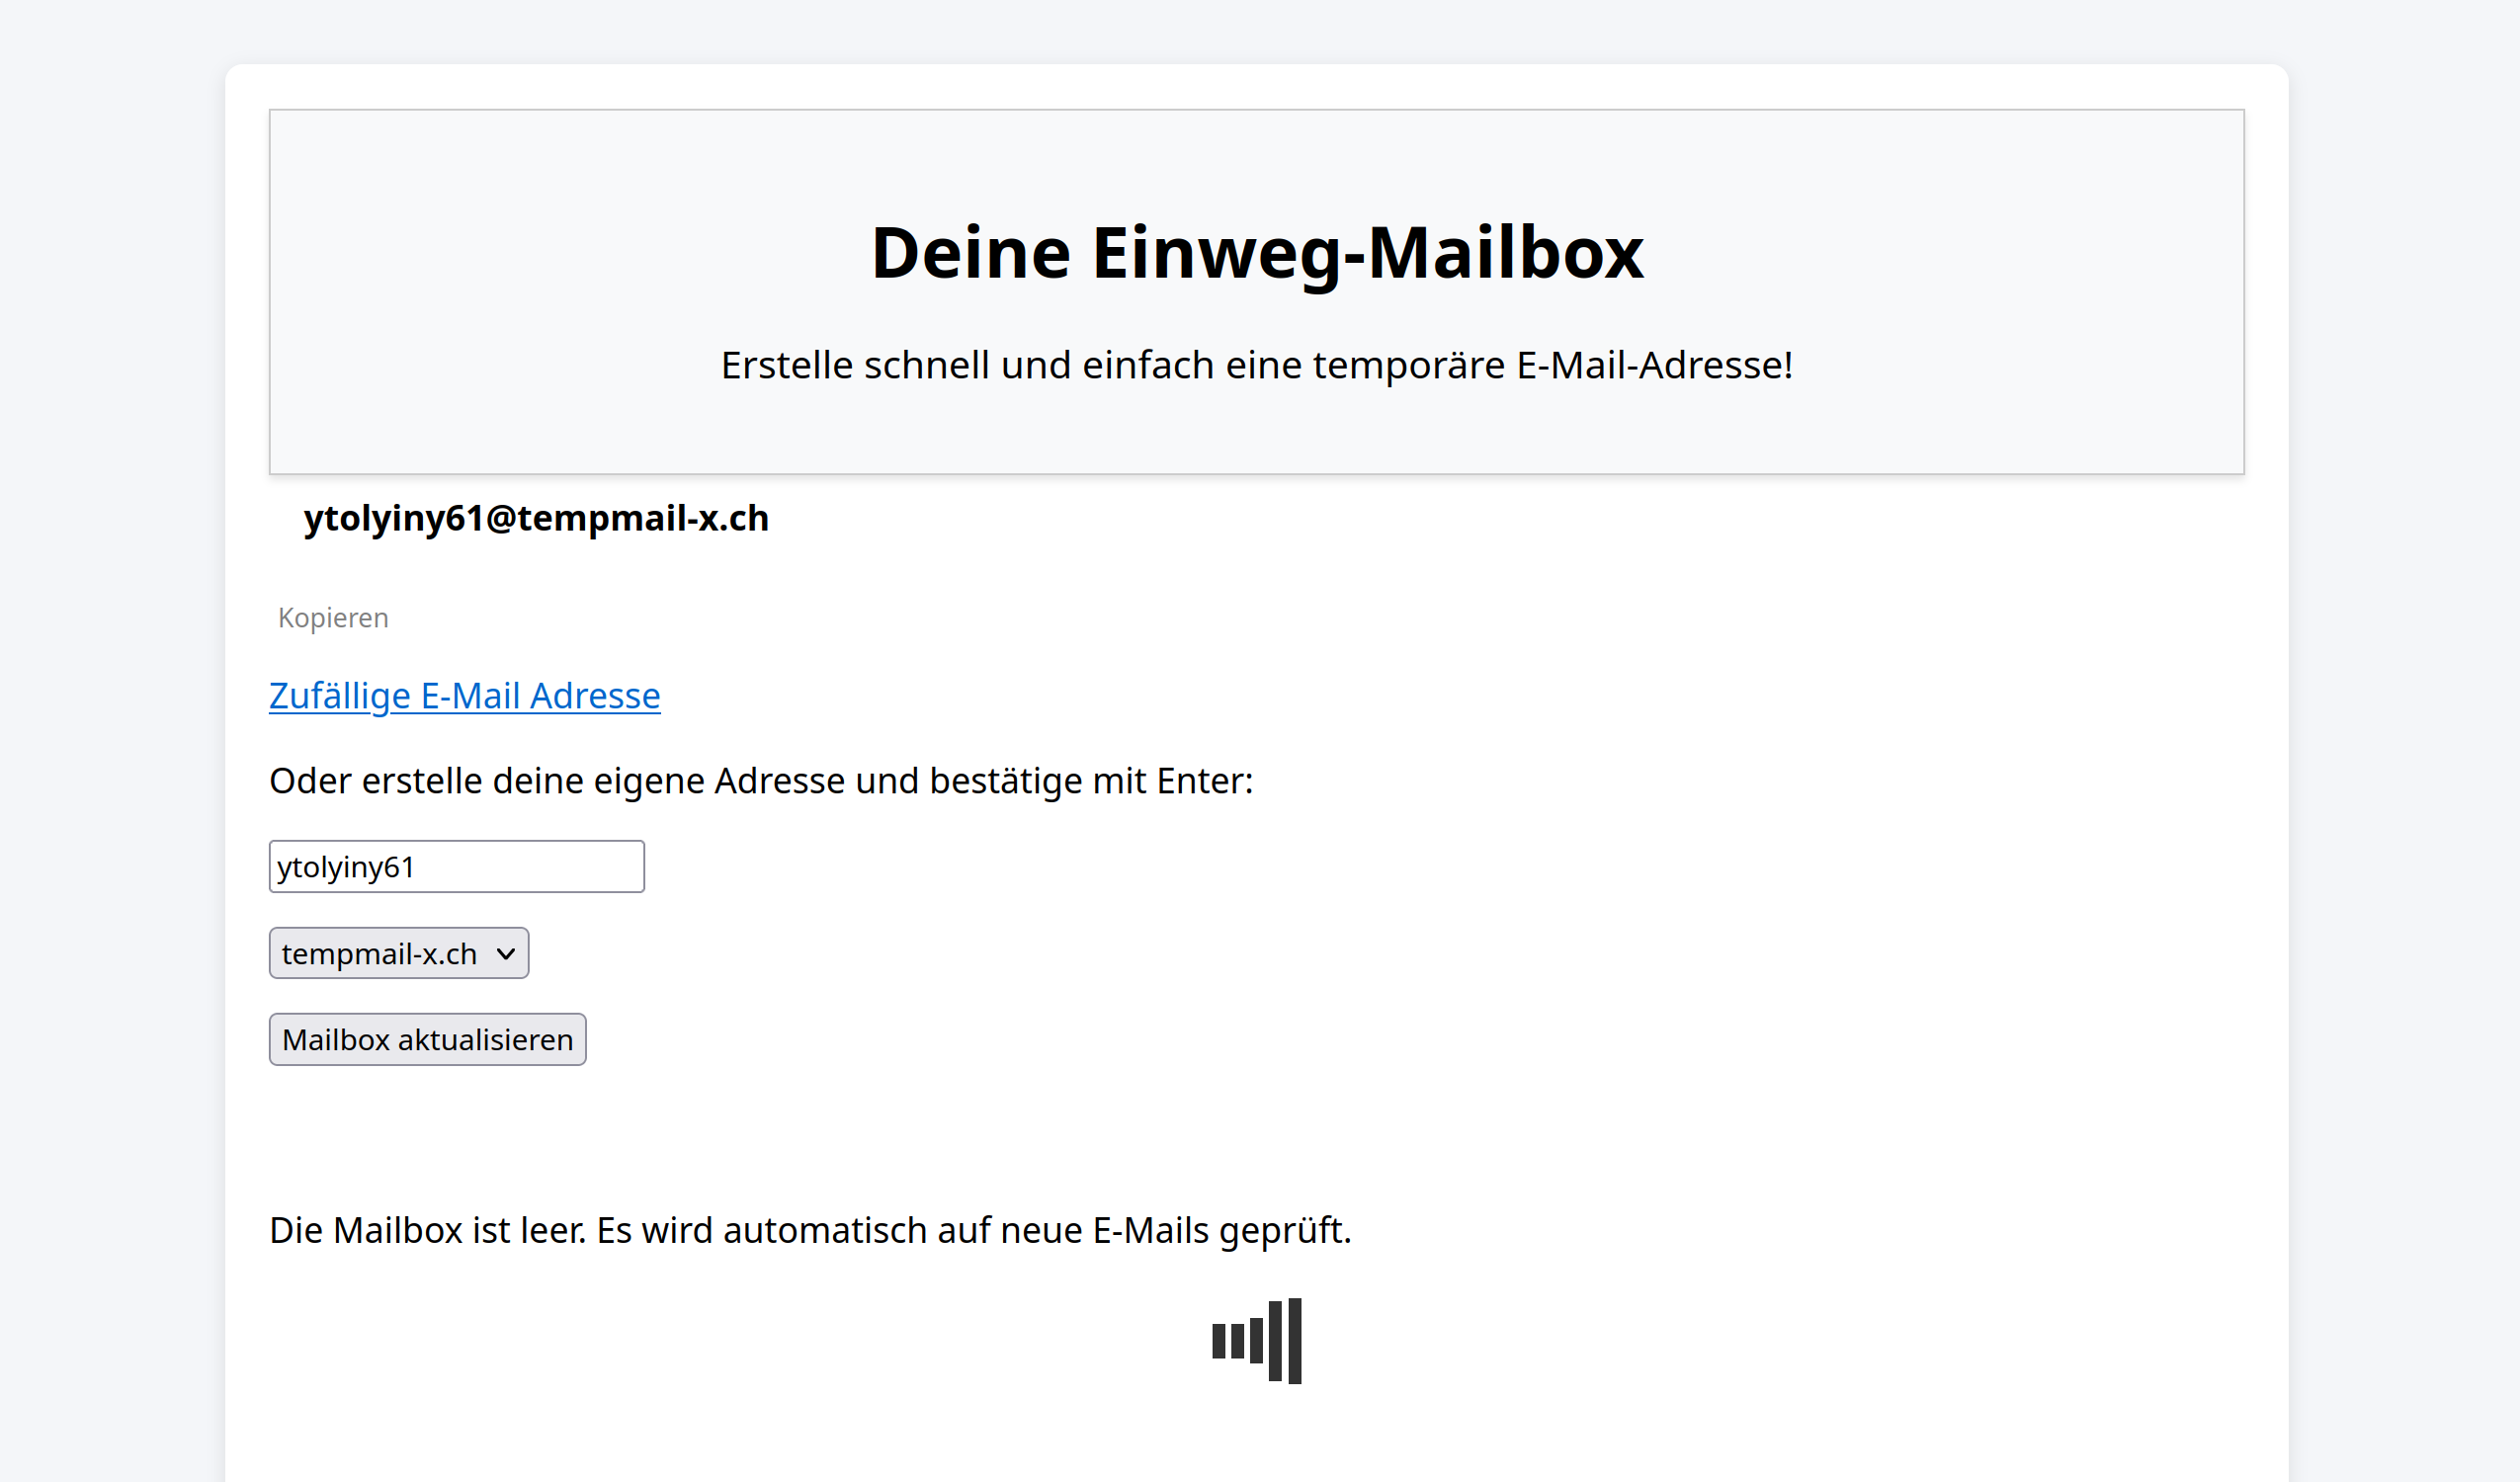 Deine Einweg-Mailbox
Erstelle schnell und einfach eine temporäre E-Mail-Adresse!
ytolyiny61@tempmail-x.ch
Kopieren
Zufällige E-Mail Adresse
Oder erstelle deine eigene Adresse und bestätige mit Enter:
ytolyiny61
tempmail-x.ch
Mailbox aktualisieren
Die Mailbox ist leer. Es wird automatisch auf neue E-Mails geprüft.